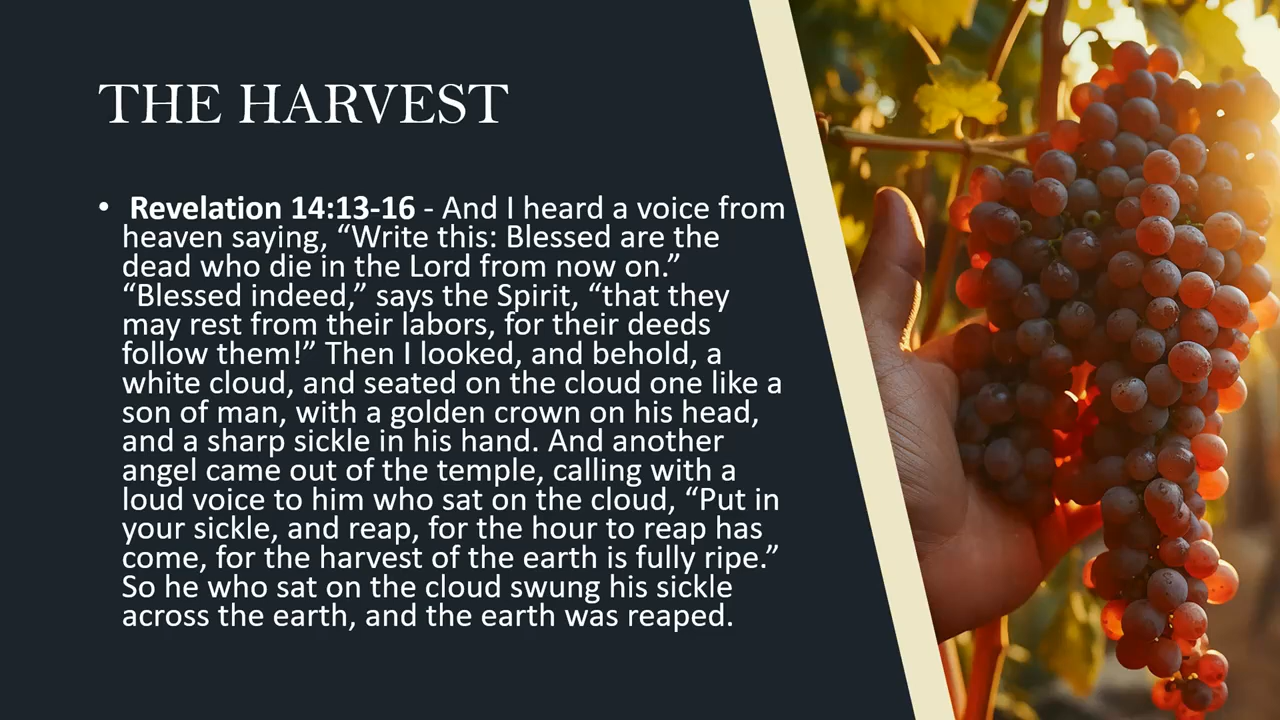 THE HARVEST
• Revelation 14:13-16 - And I heard a voice from
heaven saying, “Write this: Blessed are the
dead who die in the Lord from now on.”
“Blessed indeed,” says the Spirit, “that they
may rest from their labors, for their deeds
follow them!” Then I looked, and behold, a
white cloud, and seated on the cloud one like a
son of man, with a golden crown on his head,
and a sharp sickle in his hand. And another
angel came out of the temple, calling with a
loud voice to him who sat on the cloud, “Put in
your sickle, and reap, for the hour to reap has
come, for the harvest of the earth is fully ripe.”
So he who sat on the cloud swung his sickle
across the earth, and the earth was reaped.